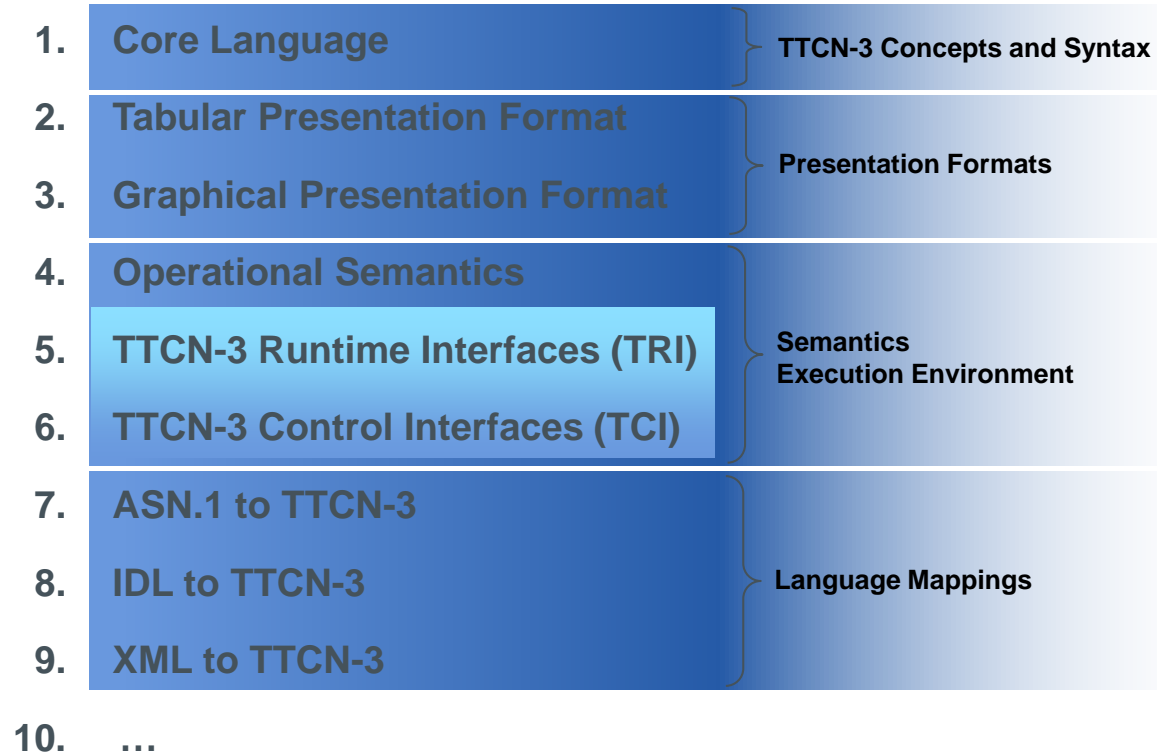 1. Core Language
TTCN-3 Concepts and Syntax
2. Tabular Presentation Format
Presentation Formats
3. Graphical Presentation Format
4. Operational Semantics
5. TTCN-3 Runtime Interfaces (TRI)
Semantics
Execution Environment
6. TTCN-3 Control Interfaces (TCI)
7. ASN.1 to TTCN-3
8. IDL to TTCN-3
Language Mappings
9. XML to TTCN-3
10. …